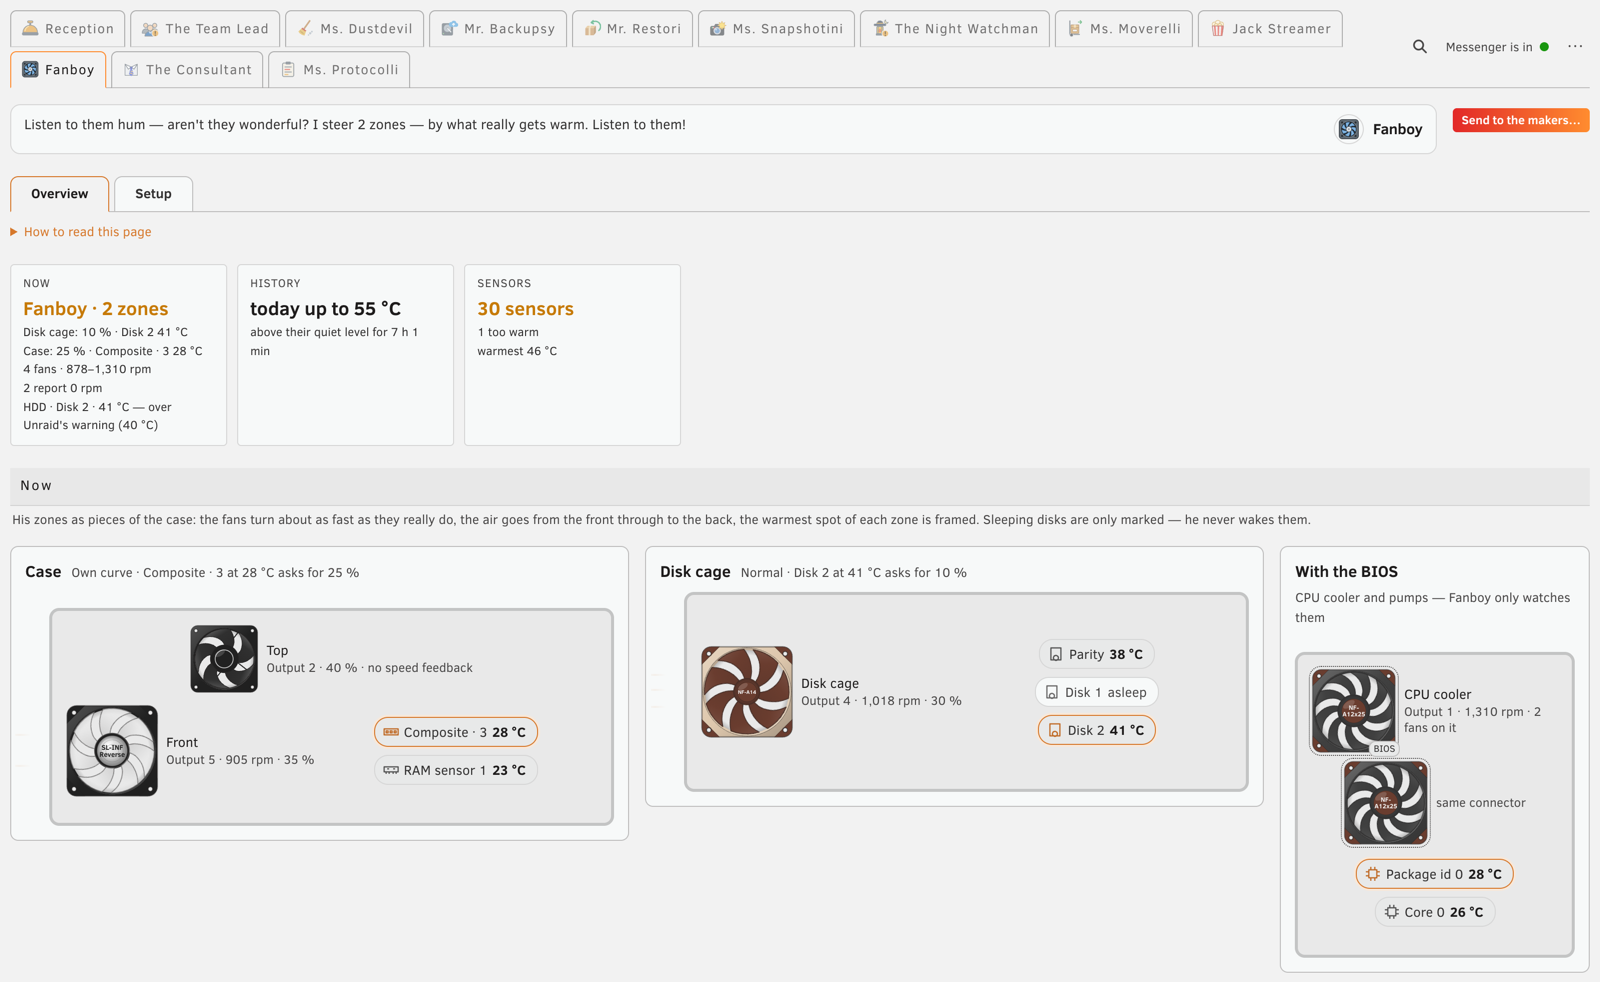 Reception
The Team Lead
Ms. Dustdevil
Mr. Backupsy
Mr. Restori
Ms. Snapshotini
The Night Watchman
Ms. Moverelli
Jack Streamer
Fanboy
The Consultant
Ms. Protocolli
Messenger is in
Listen to them hum — aren't they wonderful? I steer 2 zones — by what really gets warm. Listen to them!
Fanboy
Send to the makers...
Overview
Setup
How to read this page
NOW
Fanboy · 2 zones
Disk cage: 10 % · Disk 2 41 °C
Case: 25 % · Composite · 3 28 °C
4 fans · 878–1,310 rpm
2 report 0 rpm
HDD · Disk 2 · 41 °C — over
Unraid's warning (40 °C)
HISTORY
today up to 55 °C
above their quiet level for 7 h 1
min
SENSORS
30 sensors
1 too warm
warmest 46 °C
Now
His zones as pieces of the case: the fans turn about as fast as they really do, the air goes from the front through to the back, the warmest spot of each zone is framed. Sleeping disks are only marked — he never wakes them.
Case Own curve · Composite · 3 at 28 °C asks for 25 %
Top
Output 2 · 40 % · no speed feedback
SL-INF
Reverse
Front
Output 5 · 905 rpm · 35 %
Composite · 3 28 °C
RAM sensor 1 23 °C
Disk cage Normal · Disk 2 at 41 °C asks for 10 %
NF-A14
Disk cage
Output 4 · 1,018 rpm · 30 %
Parity 38 °C
Disk 1 asleep
Disk 2 41 °C
With the BIOS
CPU cooler and pumps — Fanboy only watches
them
NF-
A12x25
BIOS
CPU cooler
Output 1 · 1,310 rpm · 2
fans on it
NF-
A12x25
same connector
Package id 0 28 °C
Core 0 26 °C